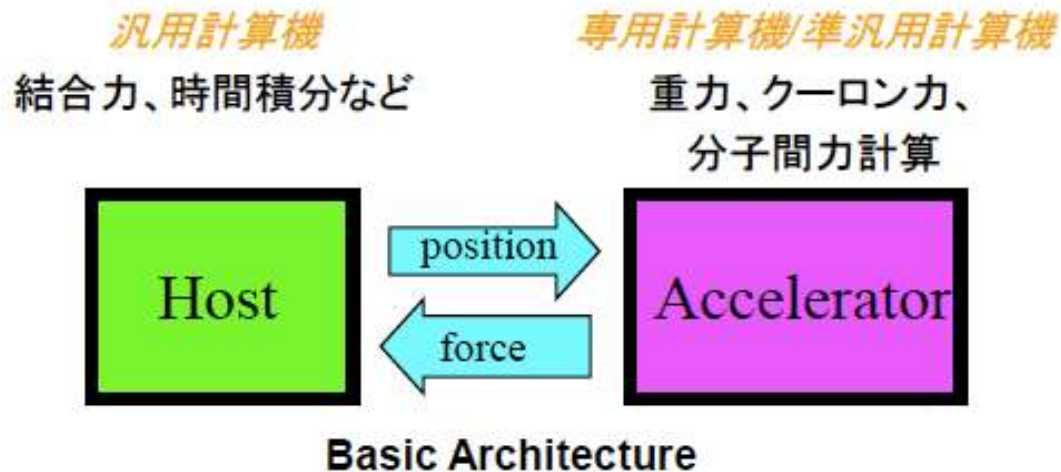 汎用計算機
専用計算機/準汎用計算機
結合力、時間積分など
重力、クーロン力、
分子間力計算
Host
position
force
Accelerator
Basic Architecture